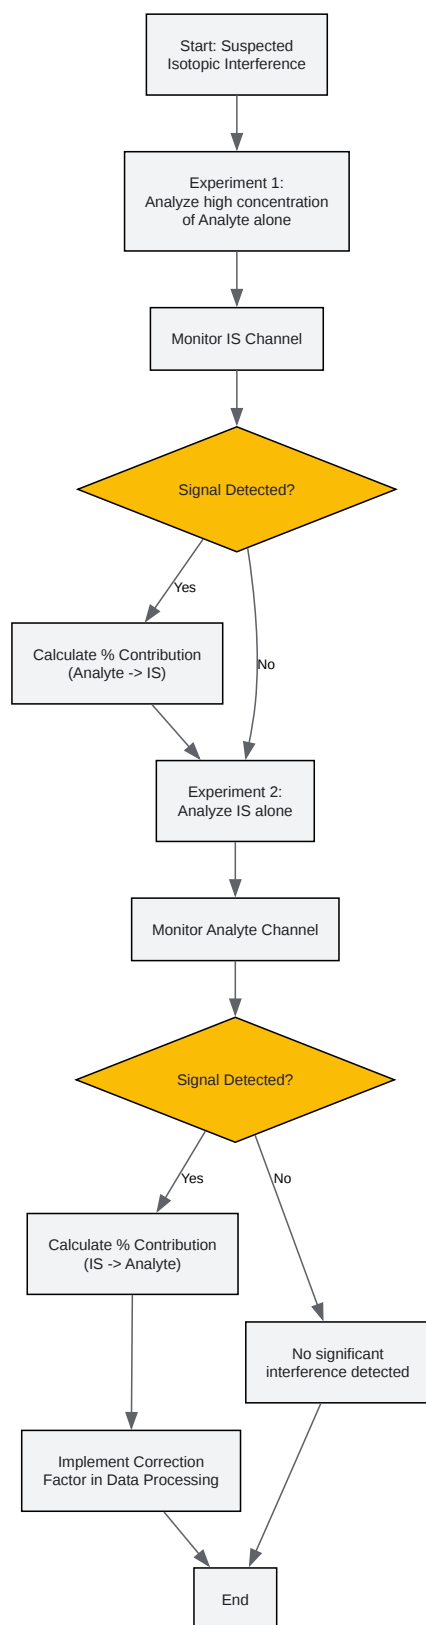 Start: Suspected
Isotopic Interference
Experiment 1:
Analyze high concentration
of Analyte alone
Monitor IS Channel
Signal Detected?
Yes
No
Calculate % Contribution
(Analyte -> IS)
Experiment 2:
Analyze IS alone
Monitor Analyte Channel
Signal Detected?
Yes
No
Calculate % Contribution
(IS -> Analyte)
No significant
interference detected
Implement Correction
Factor in Data Processing
End